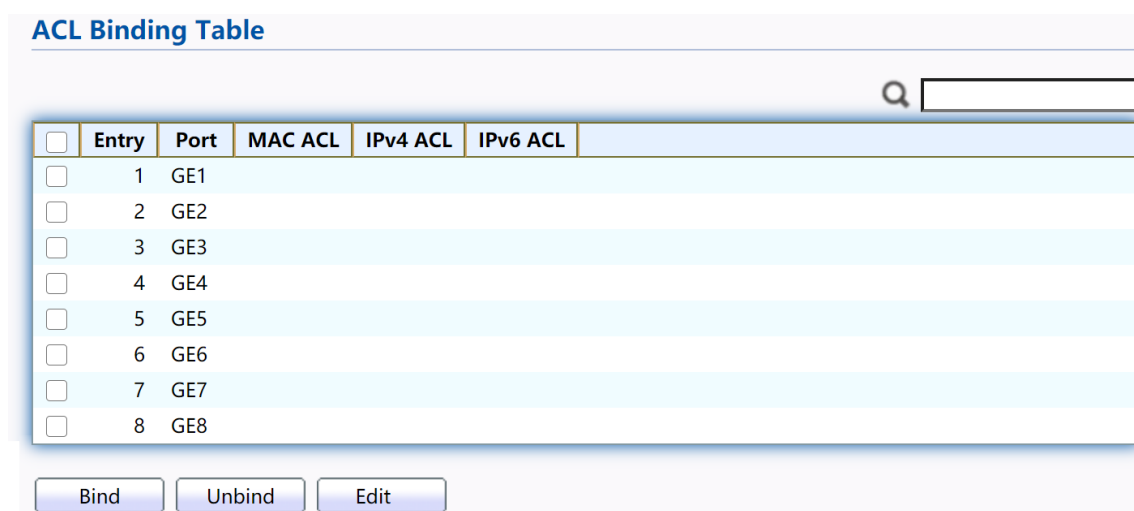 ACL Binding Table
Entry Port MAC ACL IPv4 ACL IPv6 ACL
1 GE1
2 GE2
3 GE3
4 GE4
5 GE5
6 GE6
7 GE7
8 GE8
Bind Unbind Edit